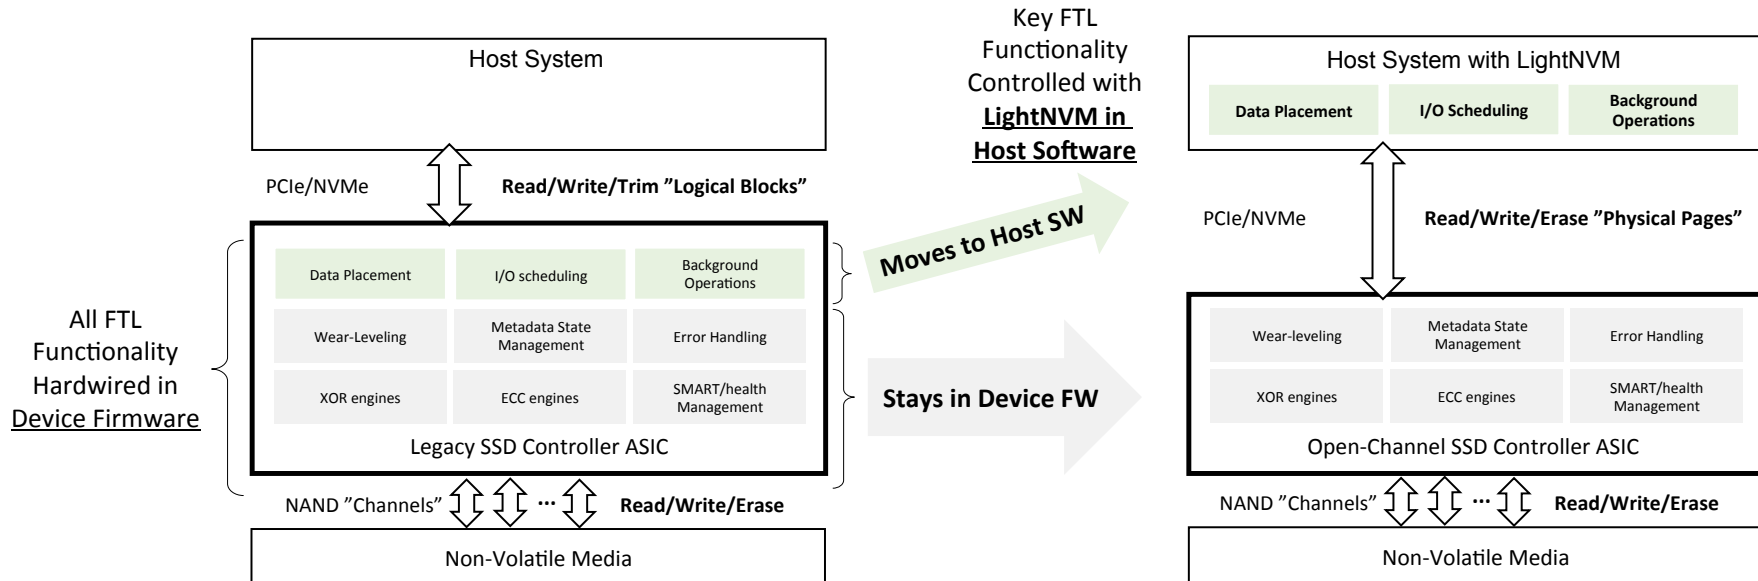 Host System
PCIe/NVMe
Read/Write/Trim ”Logical Blocks”
All FTL
Functionality
Hardwired in
Device Firmware
Data Placement
I/O scheduling
Background
Operations
Wear-Leveling
Metadata State
Management
Error Handling
XOR engines
ECC engines
SMART/health
Management
Legacy SSD Controller ASIC
NAND ”Channels”
...
Read/Write/Erase
Non-Volatile Media
Key FTL
Functionality
Controlled with
LightNVM in
Host Software
Moves to Host SW
Stays in Device FW
Host System with LightNVM
Data Placement
I/O Scheduling
Background
Operations
PCIe/NVMe
Read/Write/Erase ”Physical Pages”
Wear-leveling
Metadata State
Management
Error Handling
XOR engines
ECC engines
SMART/health
Management
Open-Channel SSD Controller ASIC
NAND ”Channels”
...
Read/Write/Erase
Non-Volatile Media